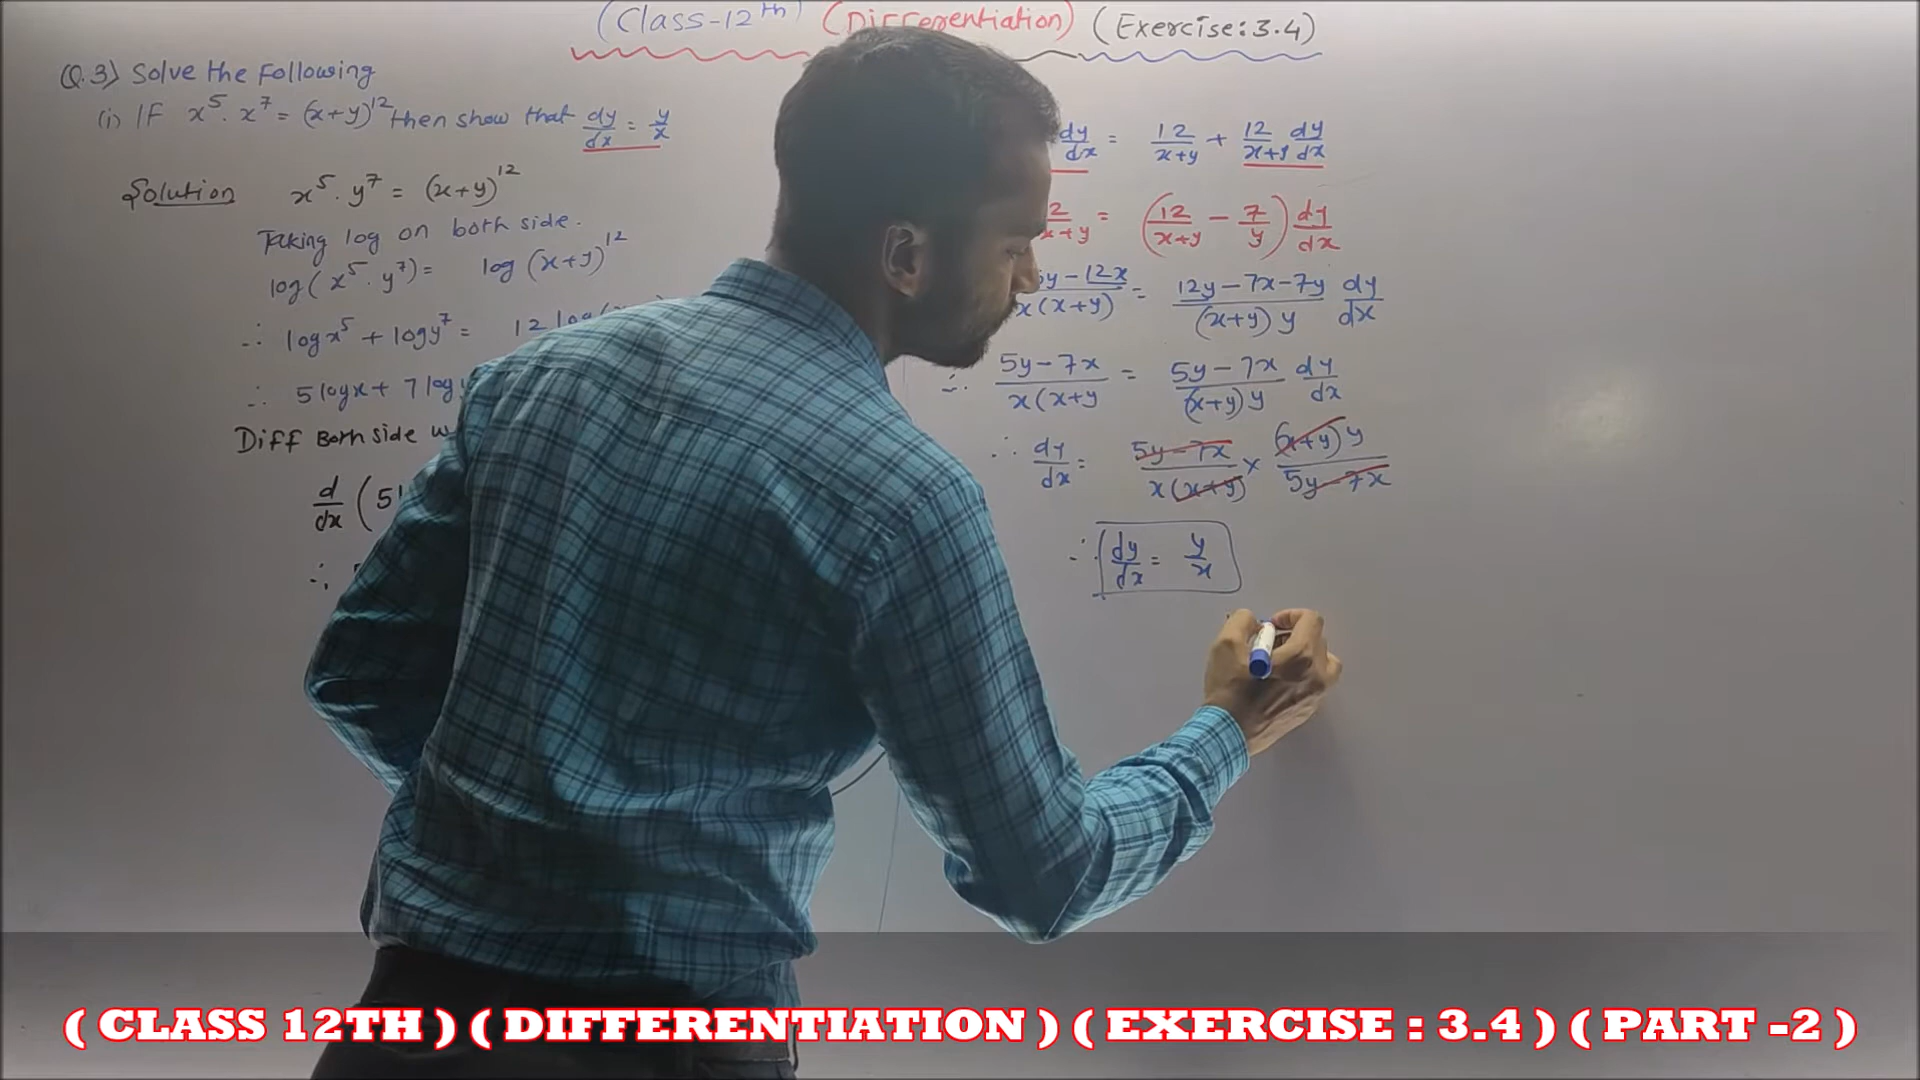 (Class-12th) (Differentiation) (Exercise:3.4)
Q.3) Solve the Following
(i) IF x⁵. x⁷ = (x+y)¹² then show that dy/dx = y/x
Solution x⁵. y⁷ = (x+y)¹²
Taking log on both side.
log(x⁵. y⁷) = log (x+y)¹²
∴ log x⁵ + log y⁷ = 12 log
∴ 5 log x + 7 log
Diff Both side w
d/dx (5
∴
dy/dx = 12/x+y + 12/x+y dy/dx
2/x+y = (12/x+y - 7/y) dy/dx
5y-12x/x(x+y) = 12y-7x-7y/(x+y)y dy/dx
∴ 5y-7x/x(x+y = 5y-7x/(x+y)y dy/dx
∴ dy/dx = 5y-7x/x(x+y) × (x+y)y/5y-7x
∴ dy/dx = y/x
( CLASS 12TH ) ( DIFFERENTIATION ) ( EXERCISE : 3.4 ) ( PART -2 )